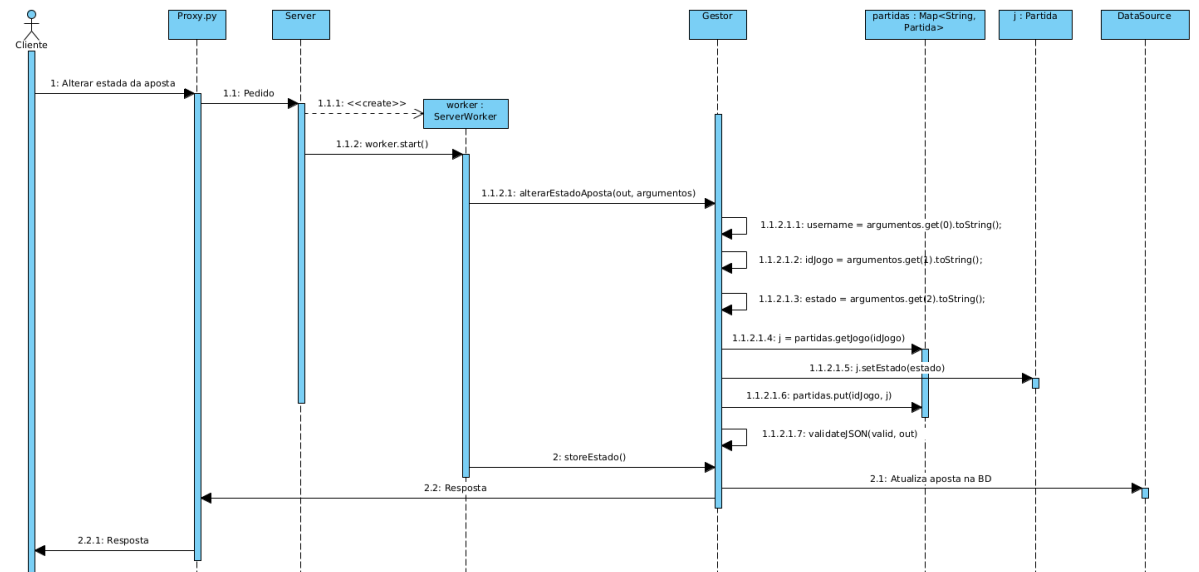 Cliente
Proxy.py
Server
Gestor
partidas : Map<String,
Partida>
j : Partida
DataSource
1: Alterar estada da aposta
1.1: Pedido
1.1.1: <<create>>
worker :
ServerWorker
1.1.2: worker.start()
1.1.2.1: alterarEstadoAposta(out, argumentos)
1.1.2.1.1: username = argumentos.get(0).toString();
1.1.2.1.2: idJogo = argumentos.get(1).toString();
1.1.2.1.3: estado = argumentos.get(2).toString();
1.1.2.1.4: j = partidas.getJogo(idJogo)
1.1.2.1.5: j.setEstado(estado)
1.1.2.1.6: partidas.put(idJogo, j)
1.1.2.1.7: validateJSON(valid, out)
2: storeEstado()
2.1: Atualiza aposta na BD
2.2: Resposta
2.2.1: Resposta